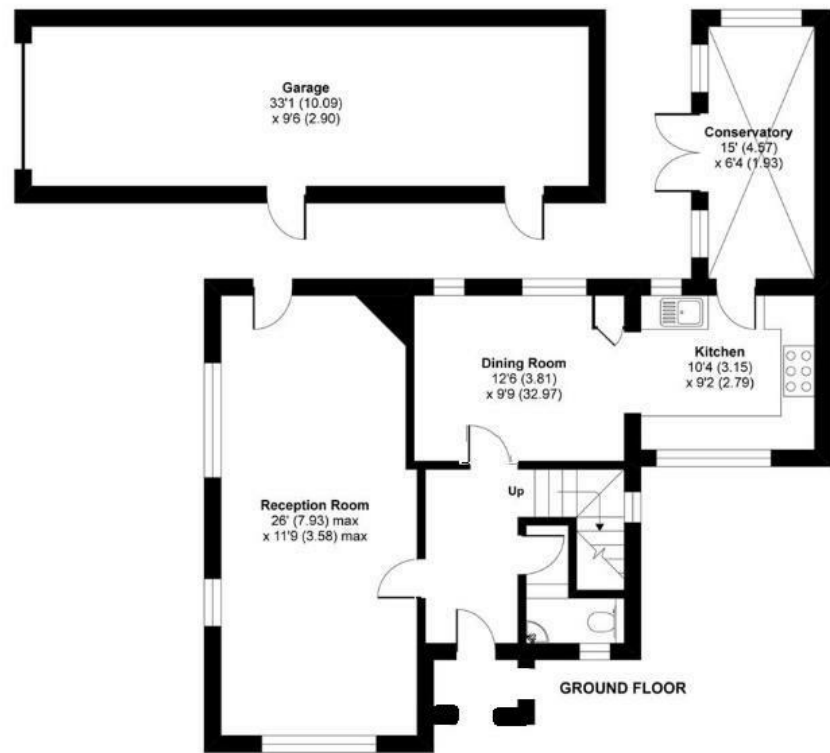 Garage
33'1 (10.09)
x 9'6 (2.90)
Conservatory
15' (4.57)
x 6'4 (1.93)
Dining Room
12'6 (3.81)
x 9'9 (32.97)
Kitchen
10'4 (3.15)
x 9'2 (2.79)
Up
Reception Room
26' (7.93) max
x 11'9 (3.58) max
GROUND FLOOR